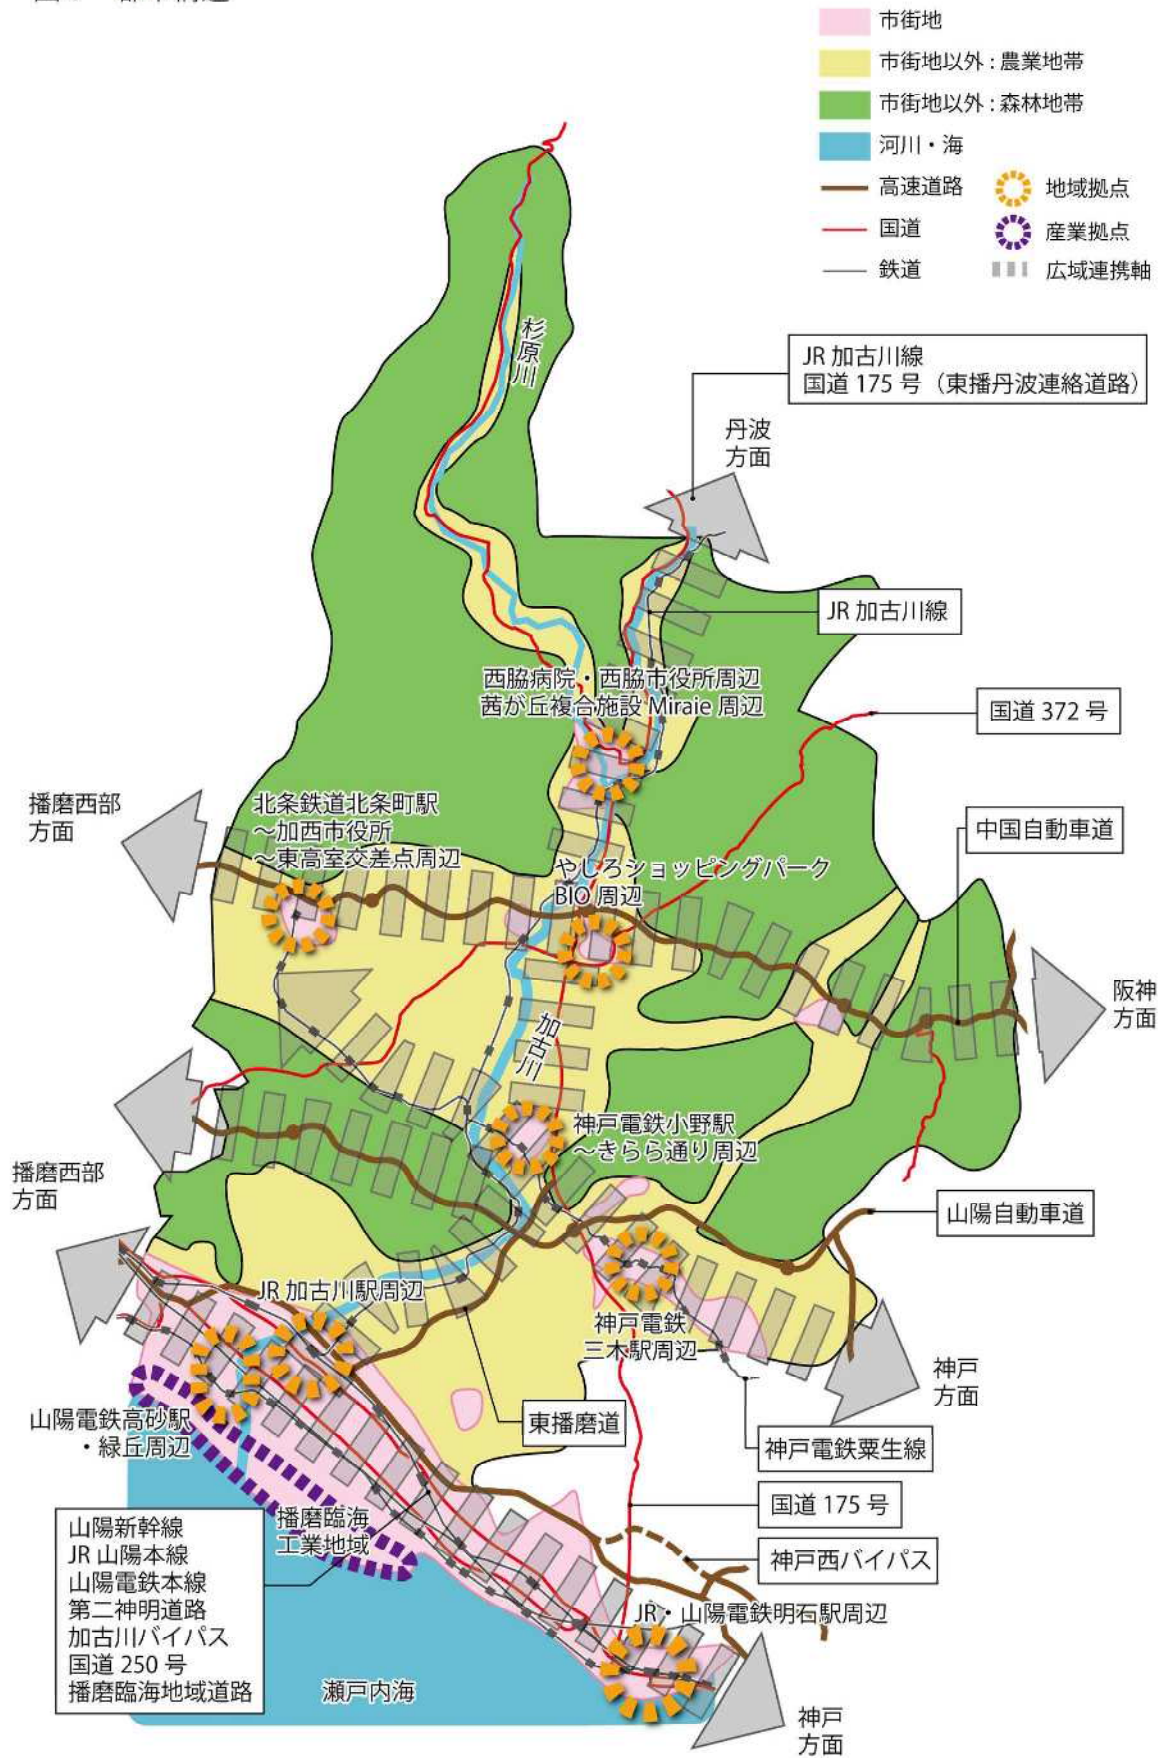 市街地
市街地以外：農業地帯
市街地以外：森林地帯
河川・海
高速道路
地域拠点
国道
産業拠点
鉄道
広域連携軸
杉原川
JR 加古川線
国道 175 号（東播丹波連絡道路）
丹波
方面
JR 加古川線
西脇病院・西脇市役所周辺
茜が丘複合施設 Miraie 周辺
国道 372 号
播磨西部
方面
北条鉄道北条町駅
～加西市役所
～東高室交差点周辺
中国自動車道
やしろショッピングパーク
BIO 周辺
阪神
方面
加古川
神戸電鉄小野駅
～きらら通り周辺
播磨西部
方面
山陽自動車道
JR 加古川駅周辺
神戸電鉄
三木駅周辺
神戸
方面
山陽電鉄高砂駅
・緑丘周辺
東播磨道
神戸電鉄粟生線
国道 175 号
播磨臨海
工業地域
神戸西バイパス
山陽新幹線
JR 山陽本線
山陽電鉄本線
第二神明道路
加古川バイパス
国道 250 号
播磨臨海地域道路
JR・山陽電鉄明石駅周辺
瀬戸内海
神戸
方面